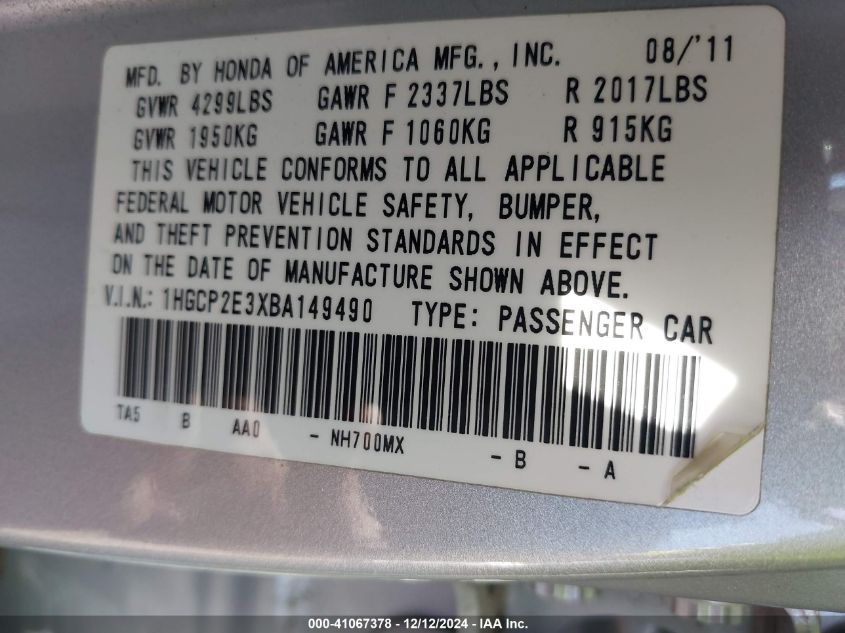 MFD. BY HONDA OF AMERICA MFG., INC. 08/'11
GVWR 4299LBS GAWR F 2337LBS R 2017LBS
GVWR 1950KG GAWR F 1060KG R 915KG
THIS VEHICLE CONFORMS TO ALL APPLICABLE
FEDERAL MOTOR VEHICLE SAFETY, BUMPER,
AND THEFT PREVENTION STANDARDS IN EFFECT
ON THE DATE OF MANUFACTURE SHOWN ABOVE.
V.I.N.: 1HGCP2E3XBA149490 TYPE: PASSENGER CAR
TA5 B AA0 - NH700MX - B - A
000-41067378 - 12/12/2024 - IAA Inc.